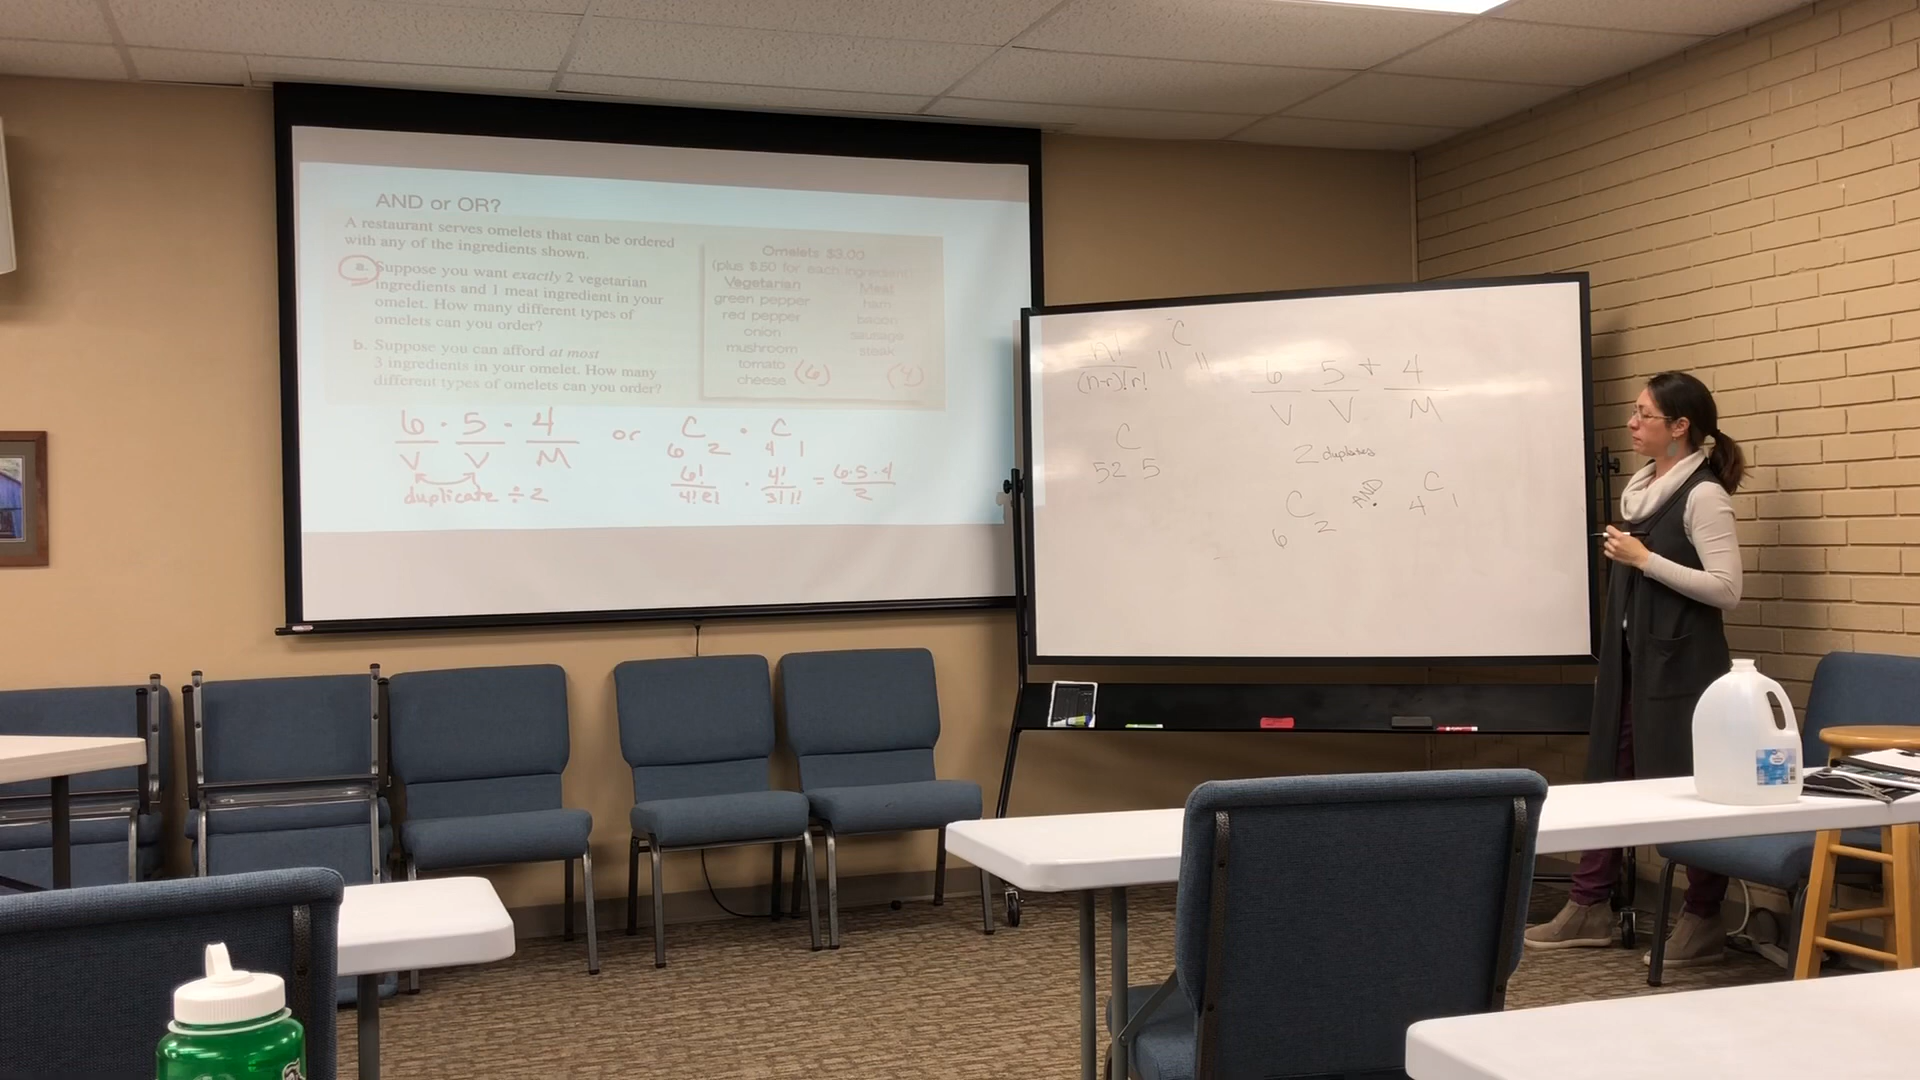 AND or OR?
A restaurant serves omelets that can be ordered
with any of the ingredients shown.
a. Suppose you want exactly 2 vegetarian
ingredients and 1 meat ingredient in your
omelet. How many different types of
omelets can you order?
b. Suppose you can afford at most
3 ingredients in your omelet. How many
different types of omelets can you order?
Omelets $3.00
(plus $.50 for each ingredient)
Vegetarian Meat
green pepper ham
red pepper bacon
onion sausage
mushroom steak
tomato
cheese (6) (4)
6 · 5 · 4 or C · C
V V M 6 2 4 1
duplicate ÷ 2
6!/4!2! · 4!/3!1! = 6·5·4/2
n!/(n-r)!r! " C "
r
6 5 + 4
V V M
C
52 5
2 duplicates
C AND C
6 2 · 4 1